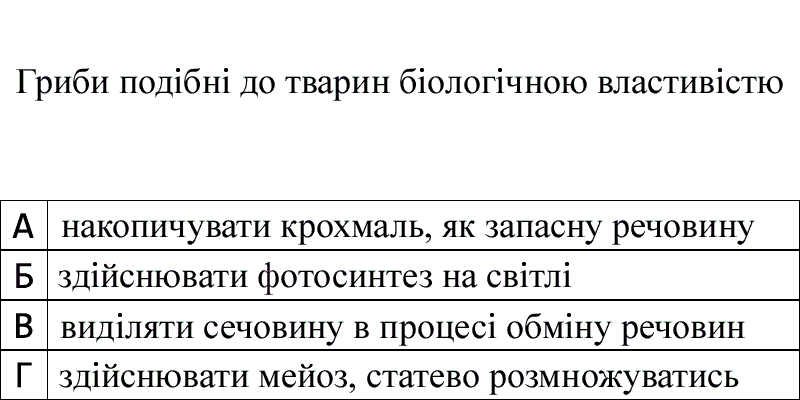 Гриби подібні до тварин біологічною властивістю
А накопичувати крохмаль, як запасну речовину
Б здійснювати фотосинтез на світлі
В виділяти сечовину в процесі обміну речовин
Г здійснювати мейоз, статево розмножуватись